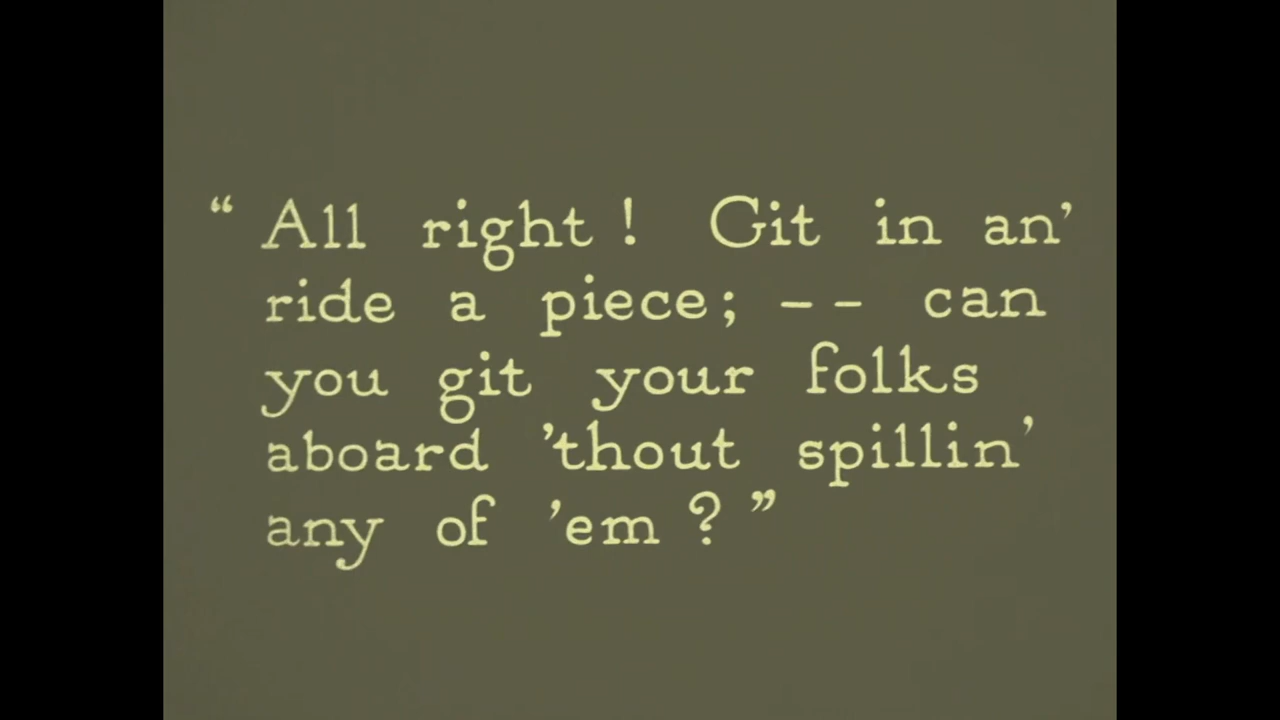 “ All right ! Git in an’
ride a piece; -- can
you git your folks
aboard ’thout spillin’
any of ’em ? ”